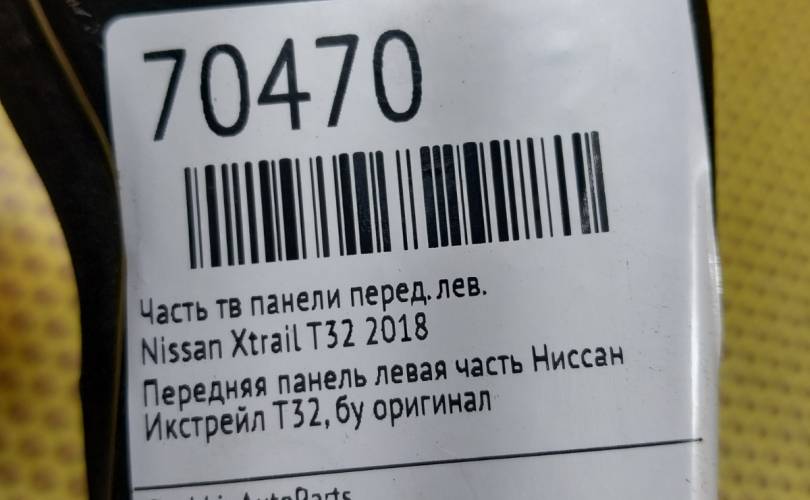 70470
Часть тв панели перед. лев.
Nissan Xtrail T32 2018
Передняя панель левая часть Ниссан
Икстрейл Т32, бу оригинал
AutoParts